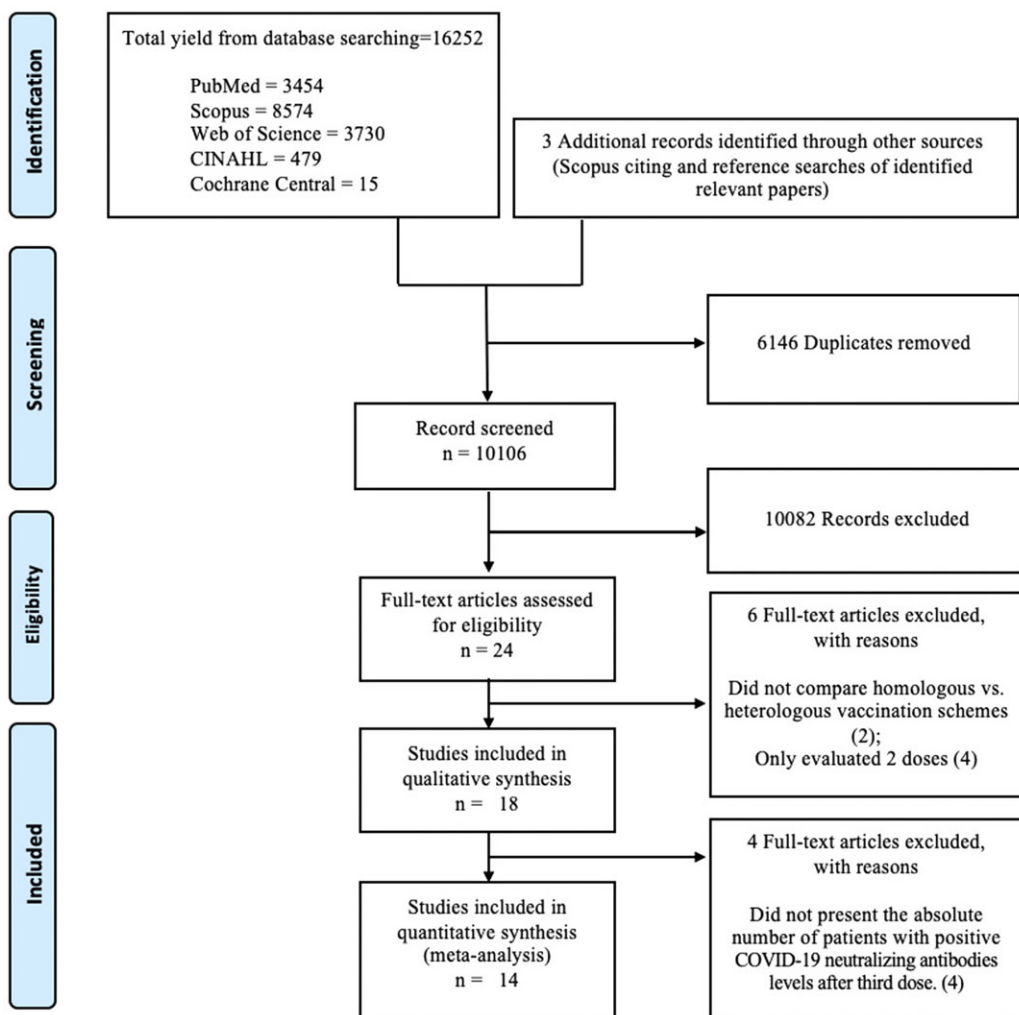 Identification
Total yield from database searching=16252
PubMed = 3454
Scopus = 8574
Web of Science = 3730
CINAHL = 479
Cochrane Central = 15
3 Additional records identified through other sources
(Scopus citing and reference searches of identified
relevant papers)
Screening
6146 Duplicates removed
Record screened
n = 10106
10082 Records excluded
Eligibility
Full-text articles assessed
for eligibility
n = 24
6 Full-text articles excluded,
with reasons
Did not compare homologous vs.
heterologous vaccination schemes
(2);
Only evaluated 2 doses (4)
Included
Studies included in
qualitative synthesis
n = 18
4 Full-text articles excluded,
with reasons
Did not present the absolute
number of patients with positive
COVID-19 neutralizing antibodies
levels after third dose. (4)
Studies included in
quantitative synthesis
(meta-analysis)
n = 14